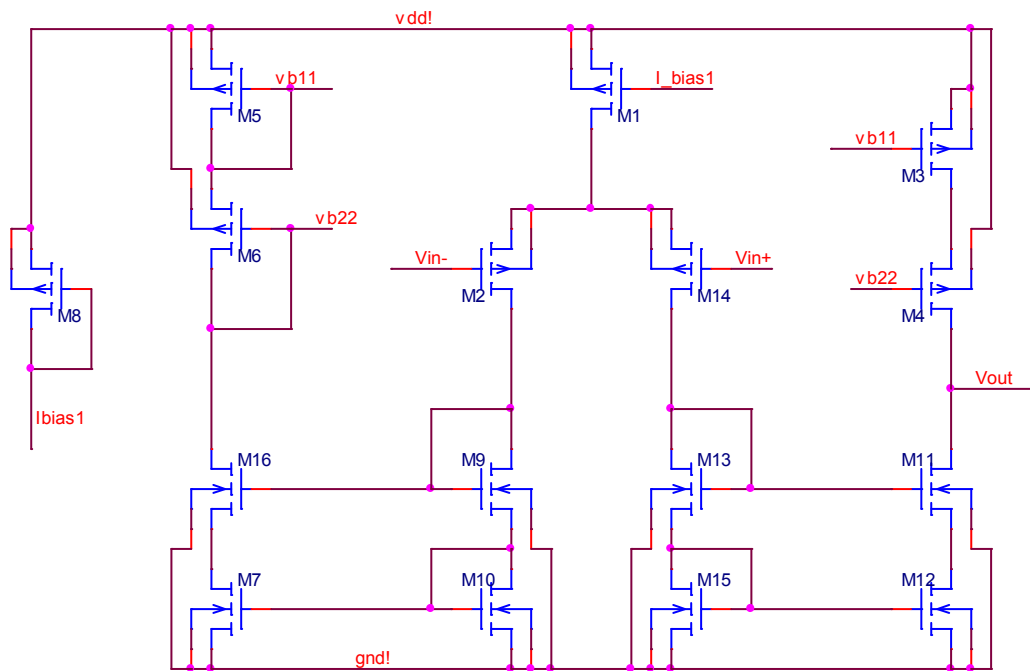 vdd!
vb11
I_bias1
M5
M1
vb11
M3
vb22
M6
Vin-
Vin+
M2
M14
vb22
M4
M8
Vout
Ibias1
M16
M9
M13
M11
M7
M10
M15
M12
gnd!